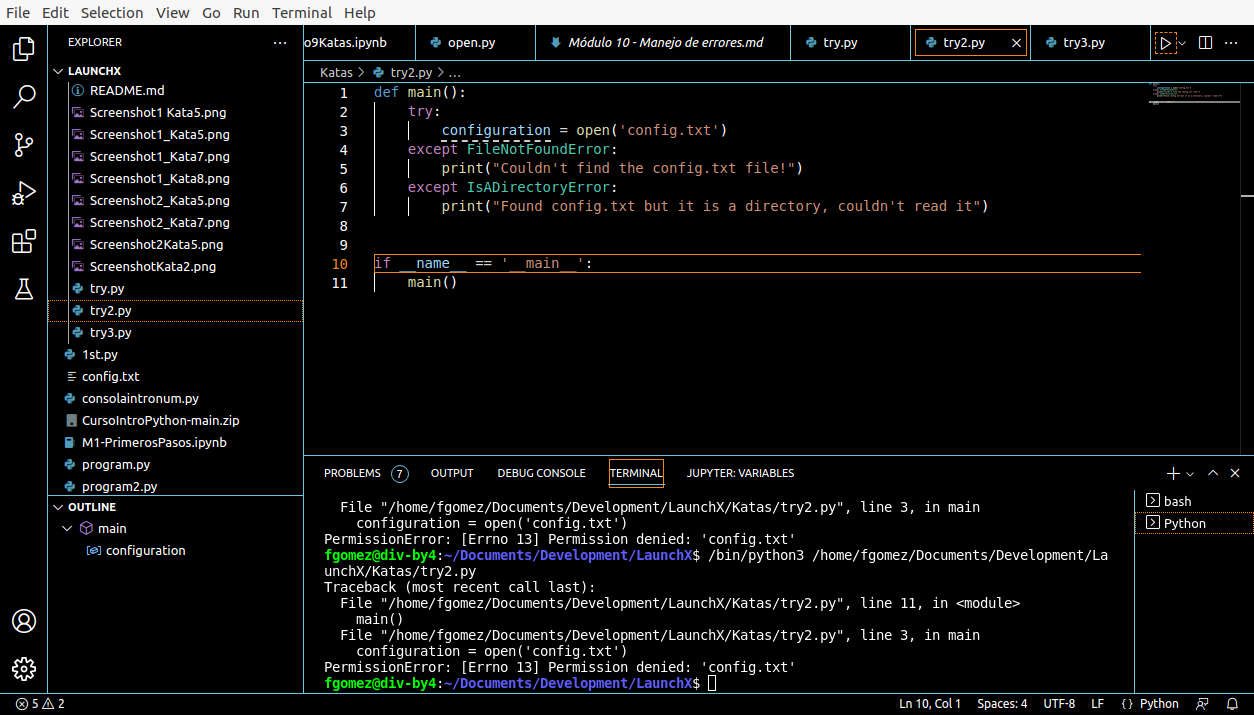 File Edit Selection View Go Run Terminal Help
EXPLORER ···
LAUNCHX
README.md
Screenshot1 Kata5.png
Screenshot1_Kata5.png
Screenshot1_Kata7.png
Screenshot1_Kata8.png
Screenshot2_Kata5.png
Screenshot2_Kata7.png
Screenshot2Kata5.png
ScreenshotKata2.png
try.py
try2.py
try3.py
1st.py
config.txt
consolaintronum.py
CursoIntroPython-main.zip
M1-PrimerosPasos.ipynb
program.py
program2.py
OUTLINE
main
configuration
o9Katas.ipynb open.py Módulo 10 - Manejo de errores.md try.py try2.py try3.py ···
Katas > try2.py > ...
1 def main():
2 try:
3 configuration = open('config.txt')
4 except FileNotFoundError:
5 print("Couldn't find the config.txt file!")
6 except IsADirectoryError:
7 print("Found config.txt but it is a directory, couldn't read it")
8
9
10 if __name__ == '__main__':
11 main()
PROBLEMS 7 OUTPUT DEBUG CONSOLE TERMINAL JUPYTER: VARIABLES
File "/home/fgomez/Documents/Development/LaunchX/Katas/try2.py", line 3, in main
configuration = open('config.txt')
PermissionError: [Errno 13] Permission denied: 'config.txt'
fgomez@div-by4:~/Documents/Development/LaunchX$ /bin/python3 /home/fgomez/Documents/Development/La
unchX/Katas/try2.py
Traceback (most recent call last):
File "/home/fgomez/Documents/Development/LaunchX/Katas/try2.py", line 11, in <module>
main()
File "/home/fgomez/Documents/Development/LaunchX/Katas/try2.py", line 3, in main
configuration = open('config.txt')
PermissionError: [Errno 13] Permission denied: 'config.txt'
fgomez@div-by4:~/Documents/Development/LaunchX$
bash
Python
5 2 Ln 10, Col 1 Spaces: 4 UTF-8 LF { } Python